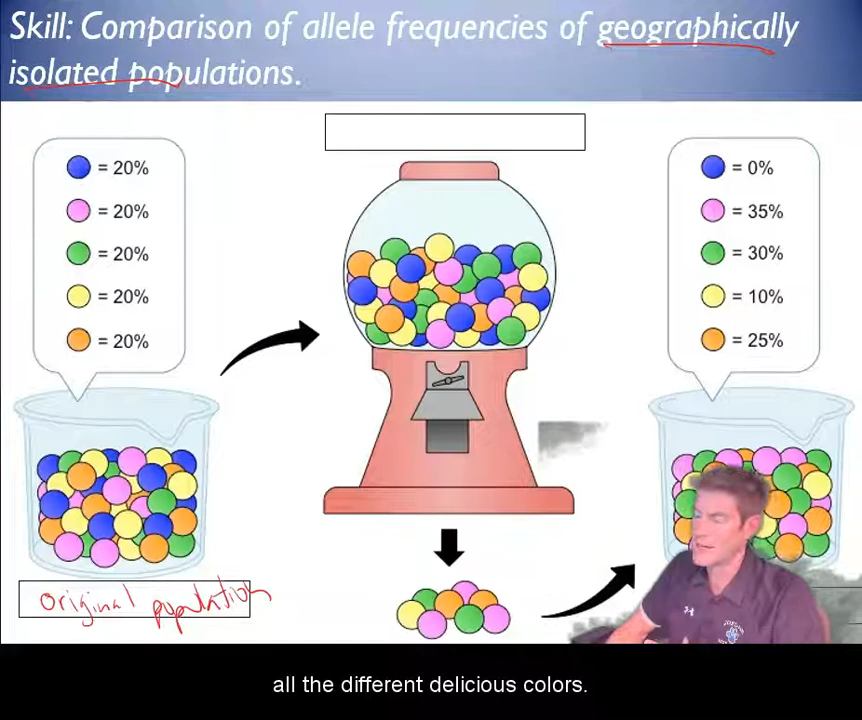 Skill: Comparison of allele frequencies of geographically
isolated populations.
= 20%
= 20%
= 20%
= 20%
= 20%
= 0%
= 35%
= 30%
= 10%
= 25%
original population
all the different delicious colors.